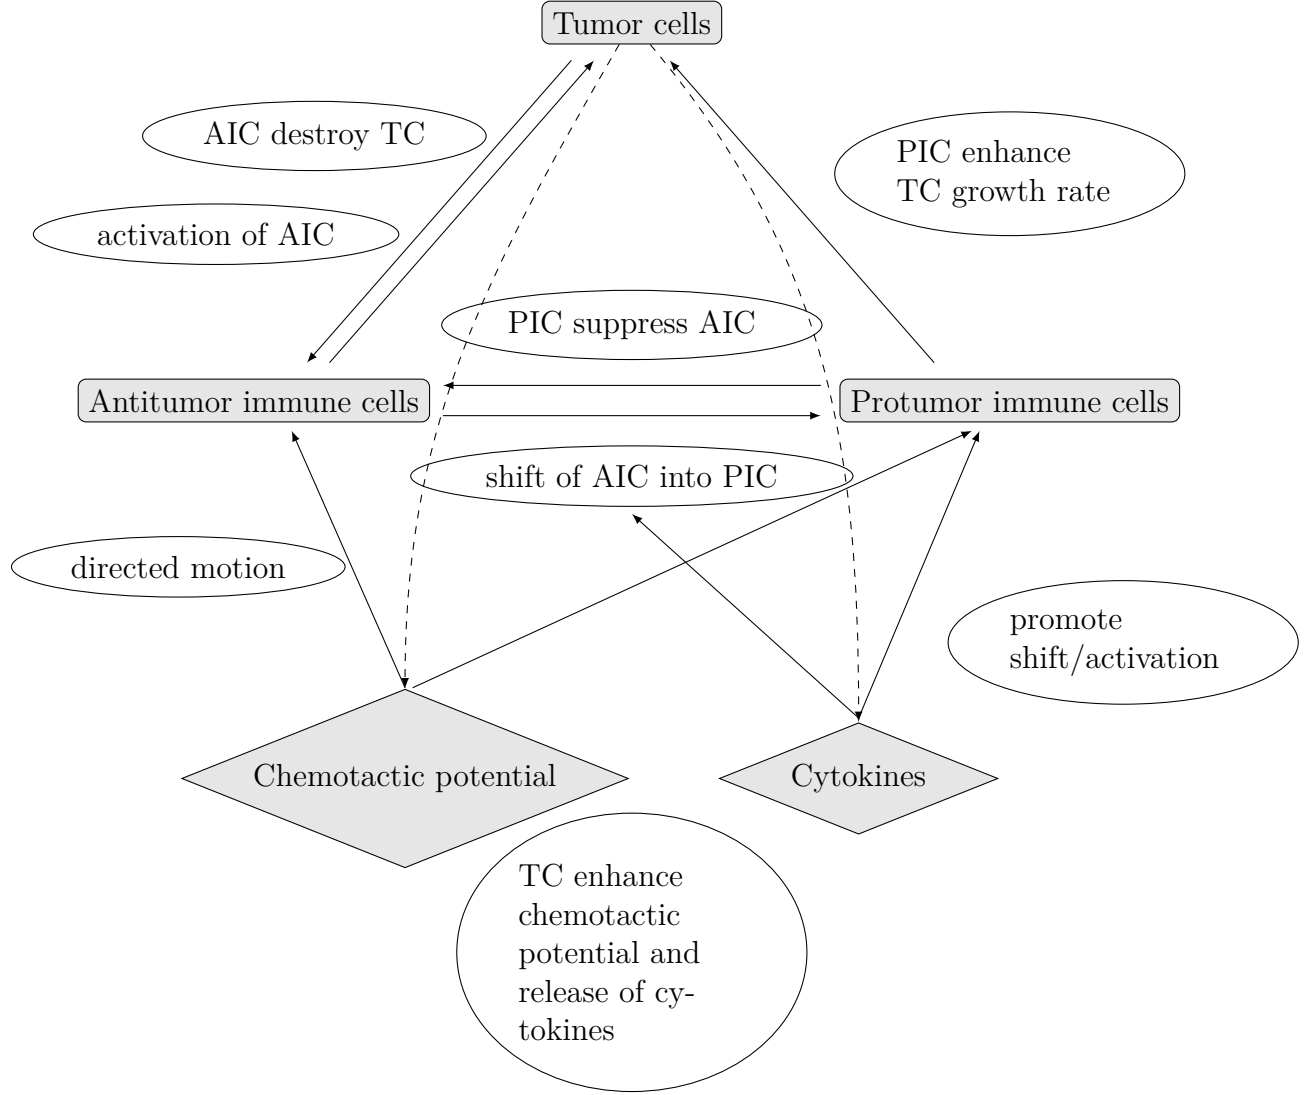 Tumor cells
AIC destroy TC
PIC enhance
TC growth rate
activation of AIC
PIC suppress AIC
Antitumor immune cells
Protumor immune cells
shift of AIC into PIC
directed motion
promote
shift/activation
Chemotactic potential
Cytokines
TC enhance
chemotactic
potential and
release of cy-
tokines